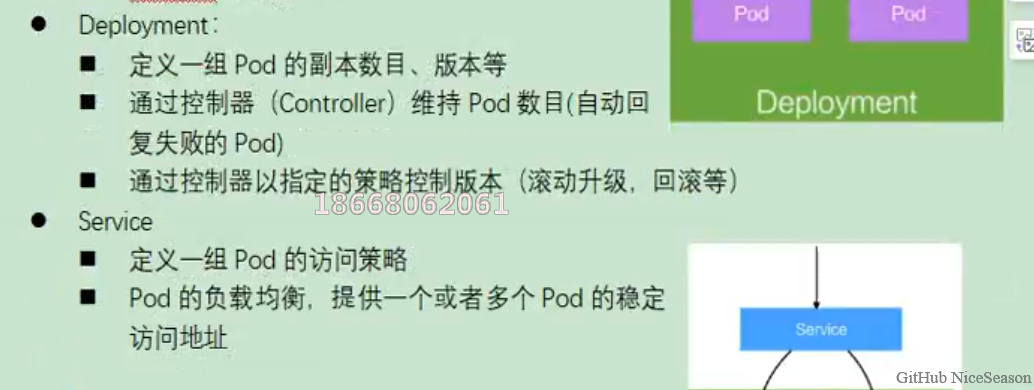 Pod
Pod
Deployment:
定义一组 Pod 的副本数目、版本等
通过控制器（Controller）维持 Pod 数目(自动回
复失败的 Pod)
Deployment
通过控制器以指定的策略控制版本（滚动升级，回滚等）
18668062061
Service
定义一组 Pod 的访问策略
Pod 的负载均衡，提供一个或者多个 Pod 的稳定
访问地址
Service
GitHub NiceSeason